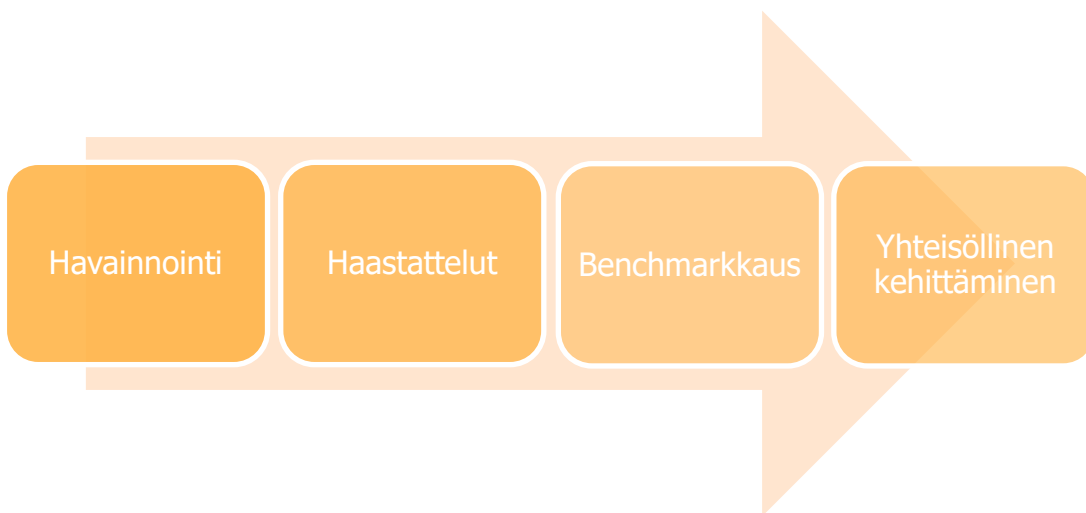 Havainnointi
Haastattelut
Benchmarkkaus
Yhteisöllinen
kehittäminen